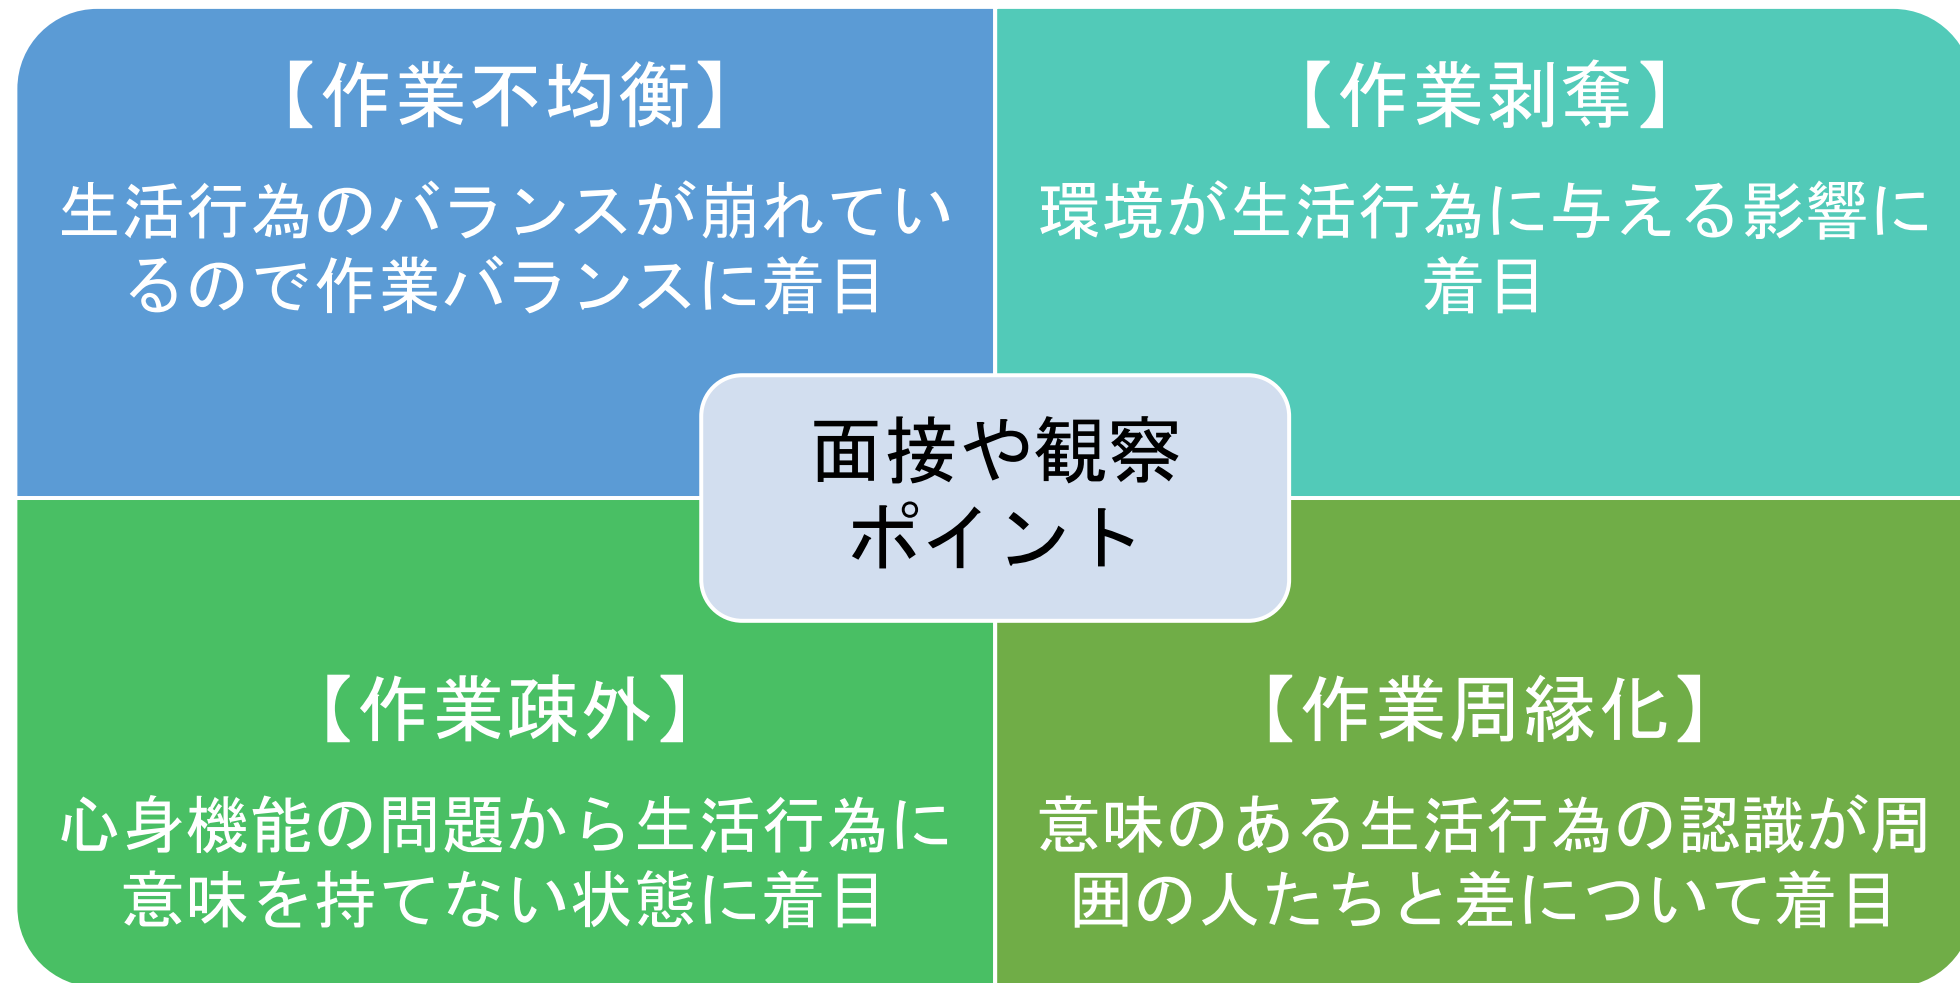 【作業不均衡】
生活行為のバランスが崩れてい
るので作業バランスに着目
【作業剥奪】
環境が生活行為に与える影響に
着目
面接や観察
ポイント
【作業疎外】
心身機能の問題から生活行為に
意味を持てない状態に着目
【作業周縁化】
意味のある生活行為の認識が周
囲の人たちと差について着目